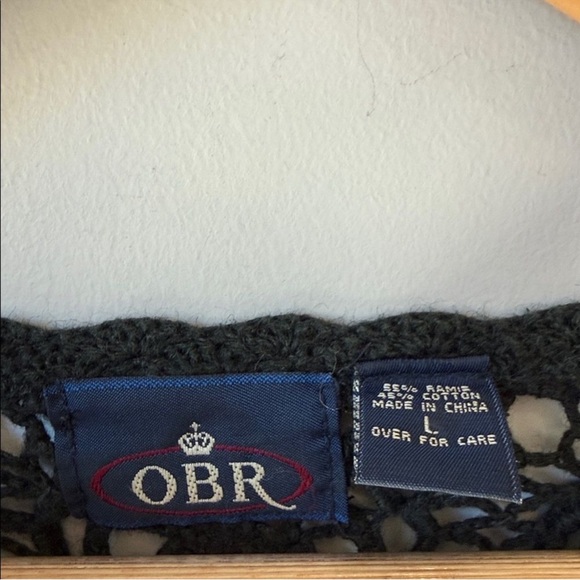 OBR
55% RAMIE
45% COTTON
MADE IN CHINA
L
OVER FOR CARE